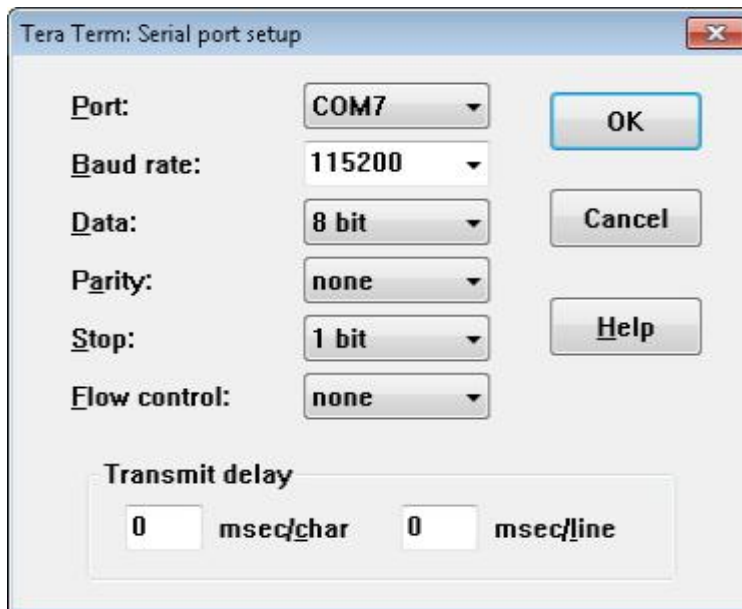 Tera Term: Serial port setup
Port: COM7 OK
Baud rate: 115200
Data: 8 bit Cancel
Parity: none
Stop: 1 bit Help
Flow control: none
Transmit delay
0 msec/char 0 msec/line